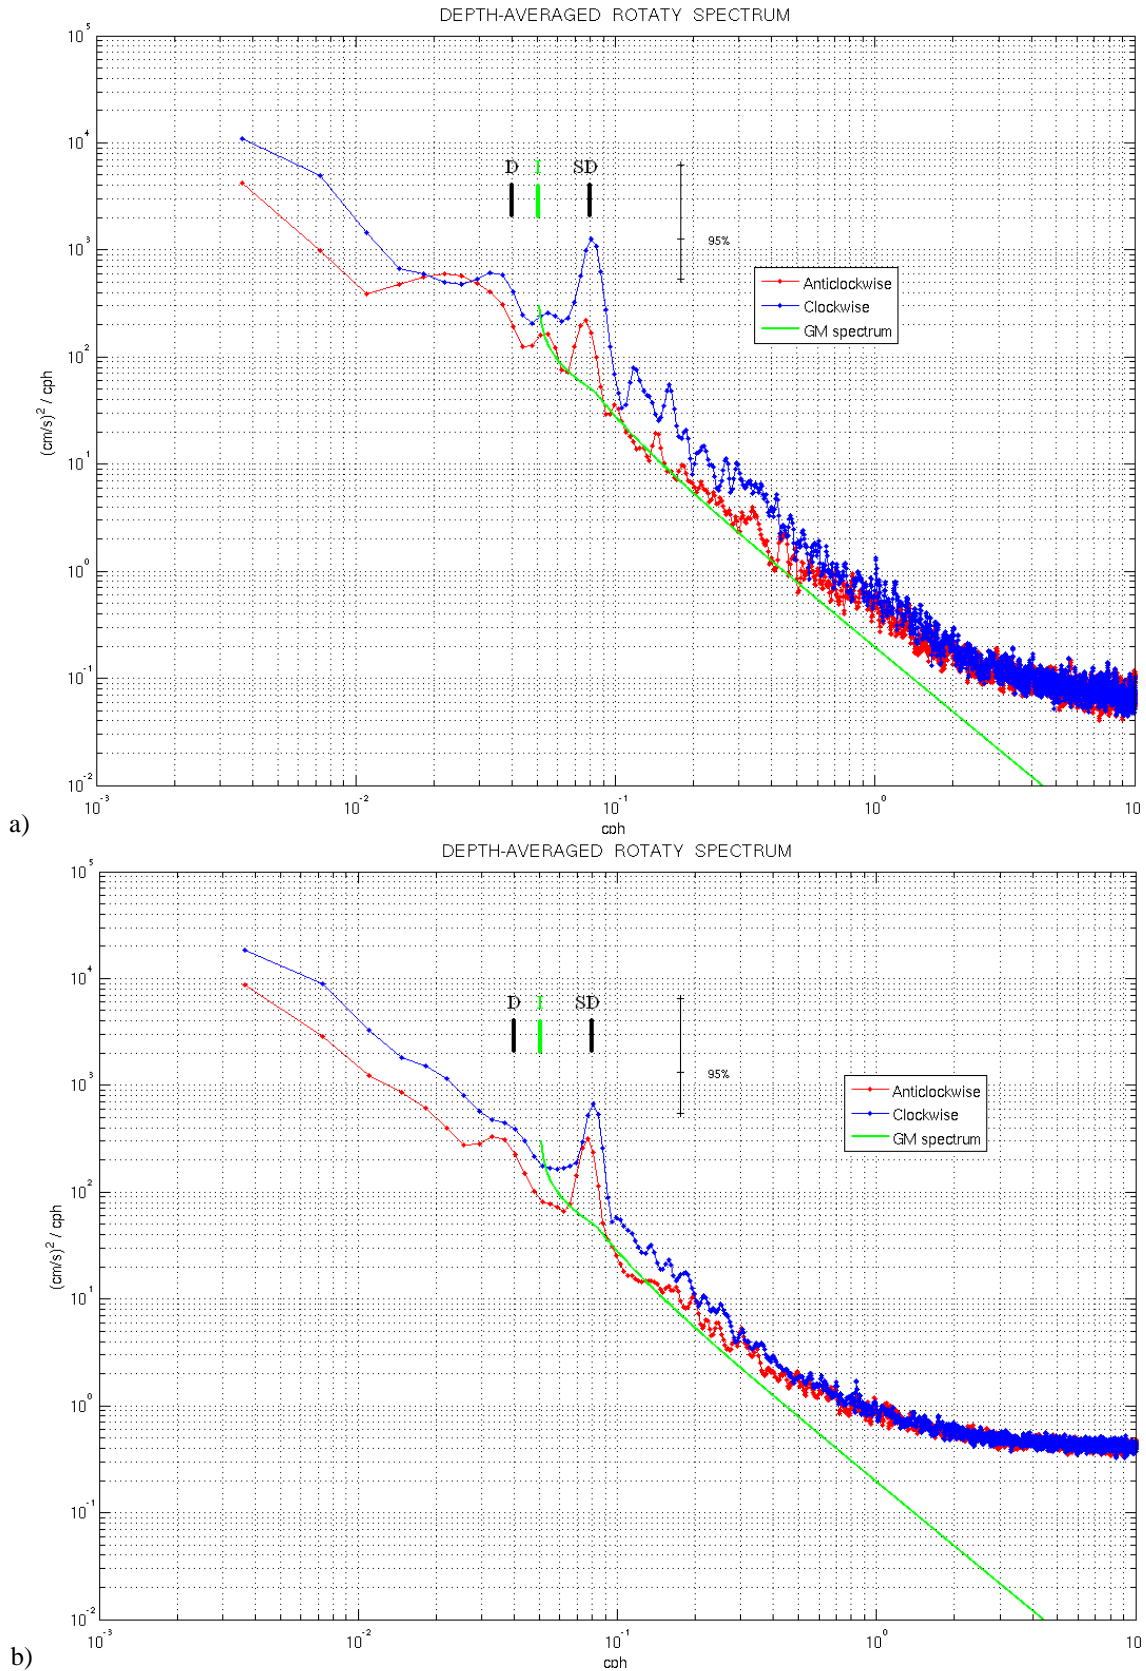 DEPTH-AVERAGED ROTATY SPECTRUM
10^5
10^4
10^3
10^2
10^1
10^0
10^-1
10^-2
(cm/s)^2 / cph
D I SD
95%
Anticlockwise
Clockwise
GM spectrum
10^-3 10^-2 10^-1 10^0 10
cph
a)
DEPTH-AVERAGED ROTATY SPECTRUM
10^5
10^4
10^3
10^2
10^1
10^0
10^-1
10^-2
(cm/s)^2 / cph
D I SD
95%
Anticlockwise
Clockwise
GM spectrum
10^-3 10^-2 10^-1 10^0 10
cph
b)